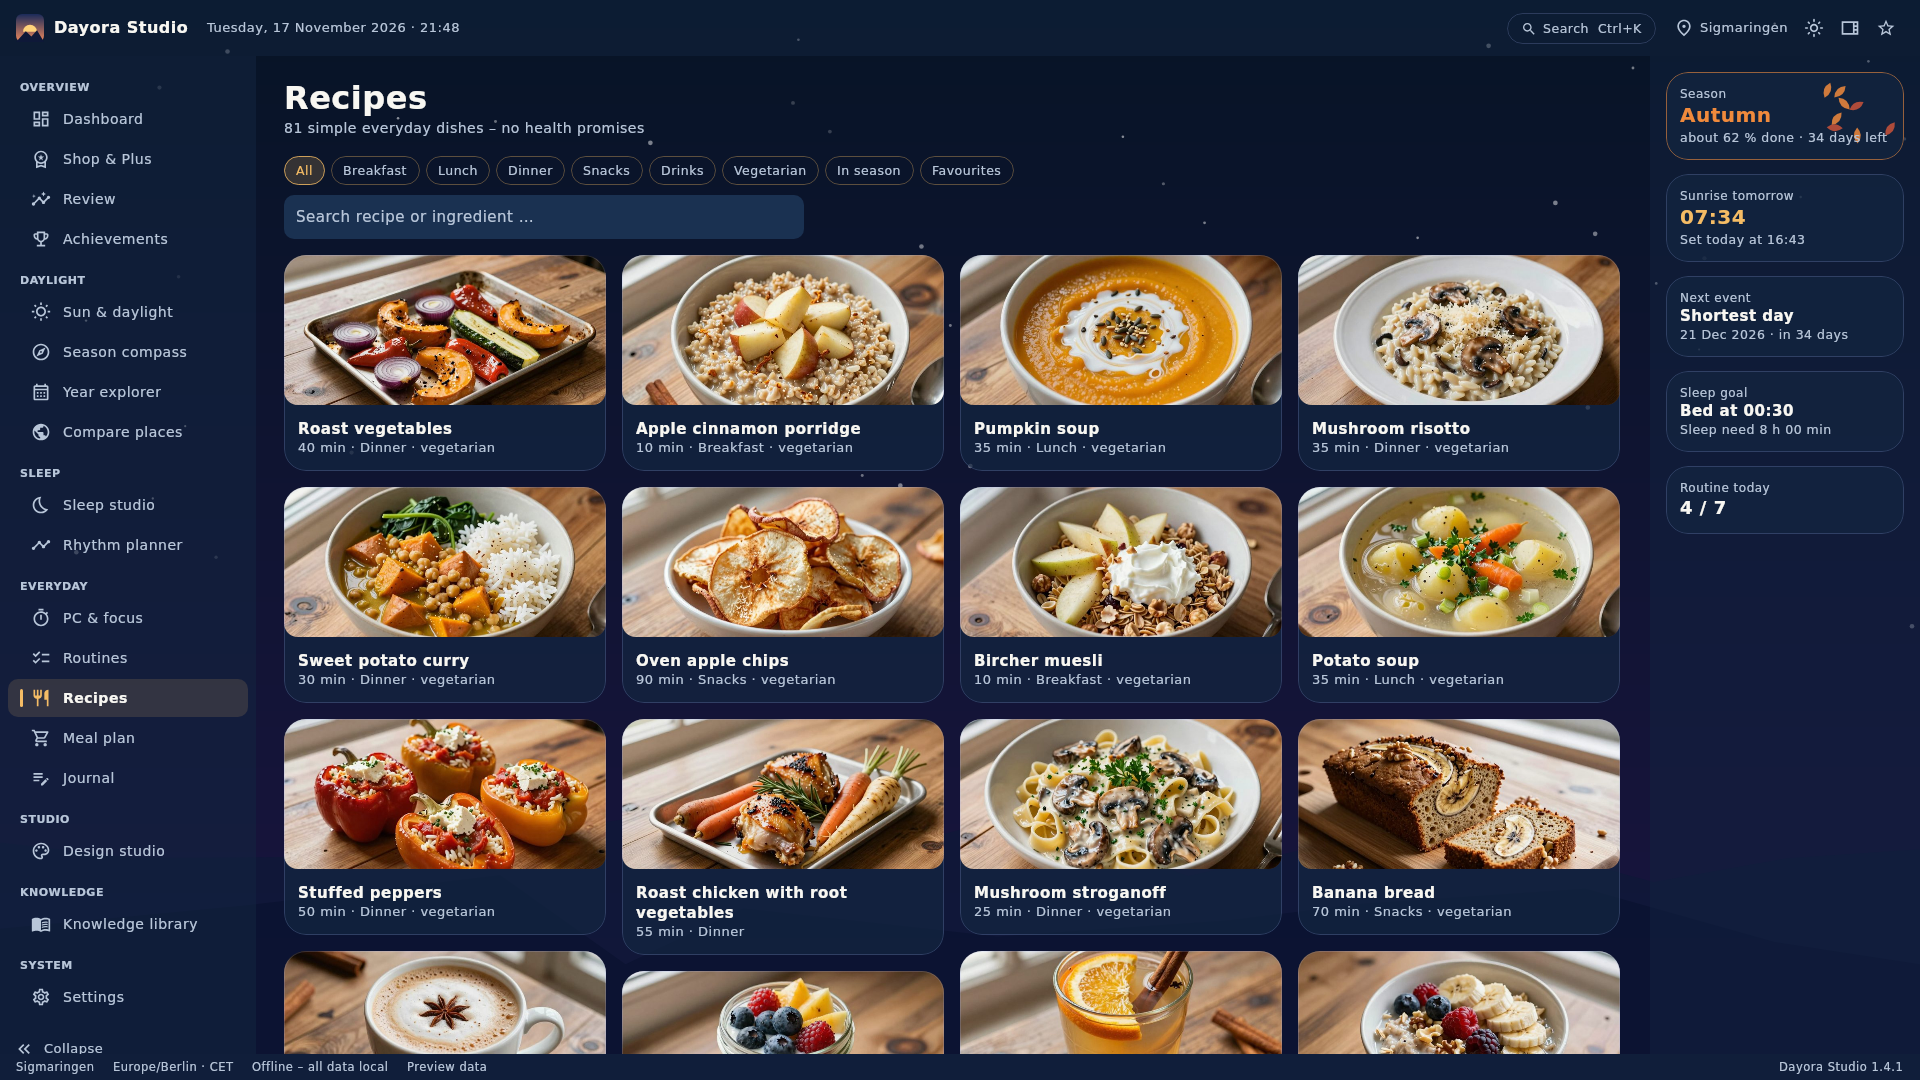 Dayora Studio
Tuesday, 17 November 2026 · 21:48
Search Ctrl+K
Sigmaringen
OVERVIEW
Dashboard
Shop & Plus
Review
Achievements
DAYLIGHT
Sun & daylight
Season compass
Year explorer
Compare places
SLEEP
Sleep studio
Rhythm planner
EVERYDAY
PC & focus
Routines
Recipes
Meal plan
Journal
STUDIO
Design studio
KNOWLEDGE
Knowledge library
SYSTEM
Settings
Collapse
Recipes
81 simple everyday dishes – no health promises
All
Breakfast
Lunch
Dinner
Snacks
Drinks
Vegetarian
In season
Favourites
Search recipe or ingredient ...
Roast vegetables
40 min · Dinner · vegetarian
Apple cinnamon porridge
10 min · Breakfast · vegetarian
Pumpkin soup
35 min · Lunch · vegetarian
Mushroom risotto
35 min · Dinner · vegetarian
Sweet potato curry
30 min · Dinner · vegetarian
Oven apple chips
90 min · Snacks · vegetarian
Bircher muesli
10 min · Breakfast · vegetarian
Potato soup
35 min · Lunch · vegetarian
Stuffed peppers
50 min · Dinner · vegetarian
Roast chicken with root
vegetables
55 min · Dinner
Mushroom stroganoff
25 min · Dinner · vegetarian
Banana bread
70 min · Snacks · vegetarian
Season
Autumn
about 62 % done · 34 days left
Sunrise tomorrow
07:34
Set today at 16:43
Next event
Shortest day
21 Dec 2026 · in 34 days
Sleep goal
Bed at 00:30
Sleep need 8 h 00 min
Routine today
4 / 7
Sigmaringen
Europe/Berlin · CET
Offline – all data local
Preview data
Dayora Studio 1.4.1